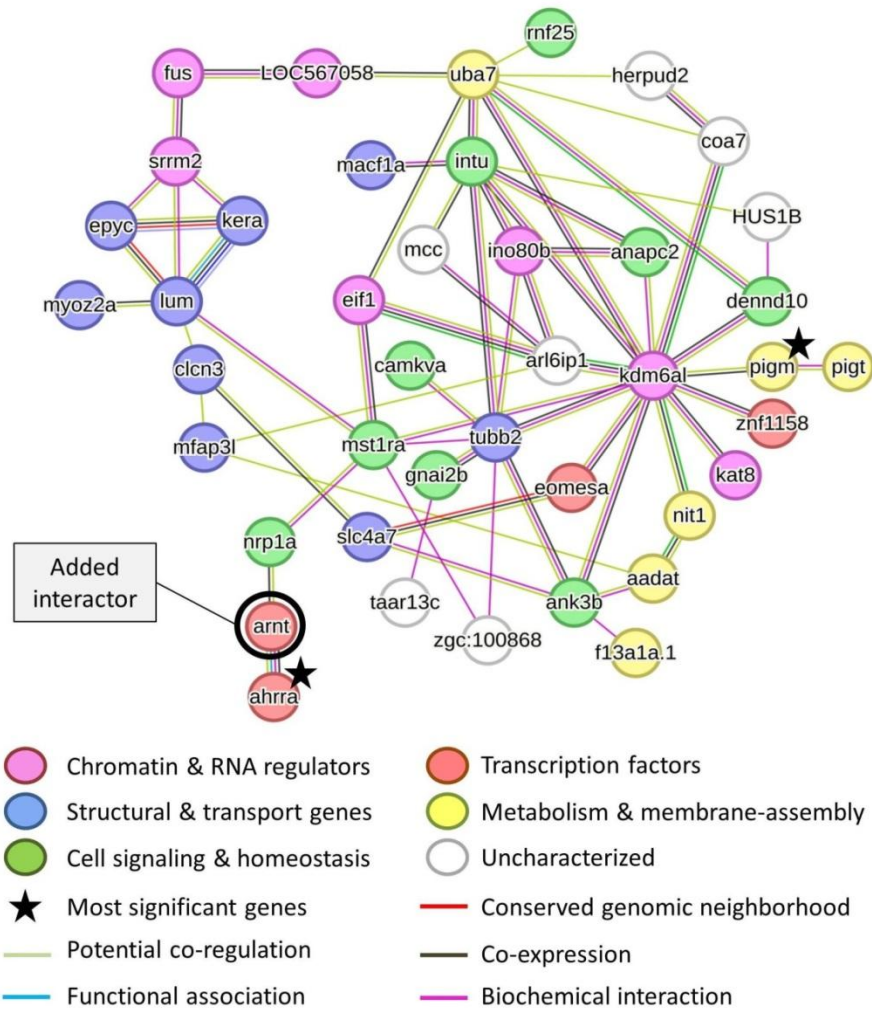 rnf25
fus
LOC567058
uba7
herpud2
coa7
srrm2
macf1a
intu
HUS1B
epyc
kera
mcc
ino80b
anapc2
myoz2a
lum
eif1
dennd10
clcn3
camkva
arl6ip1
kdm6al
pigm
pigt
mfap3l
mst1ra
tubb2
znf1158
gnai2b
eomesa
kat8
nit1
nrp1a
slc4a7
Added
interactor
aadat
taar13c
ank3b
arnt
zgc:100868
f13a1a.1
ahrra
Chromatin & RNA regulators
Transcription factors
Structural & transport genes
Metabolism & membrane-assembly
Cell signaling & homeostasis
Uncharacterized
Most significant genes
Conserved genomic neighborhood
Potential co-regulation
Co-expression
Functional association
Biochemical interaction